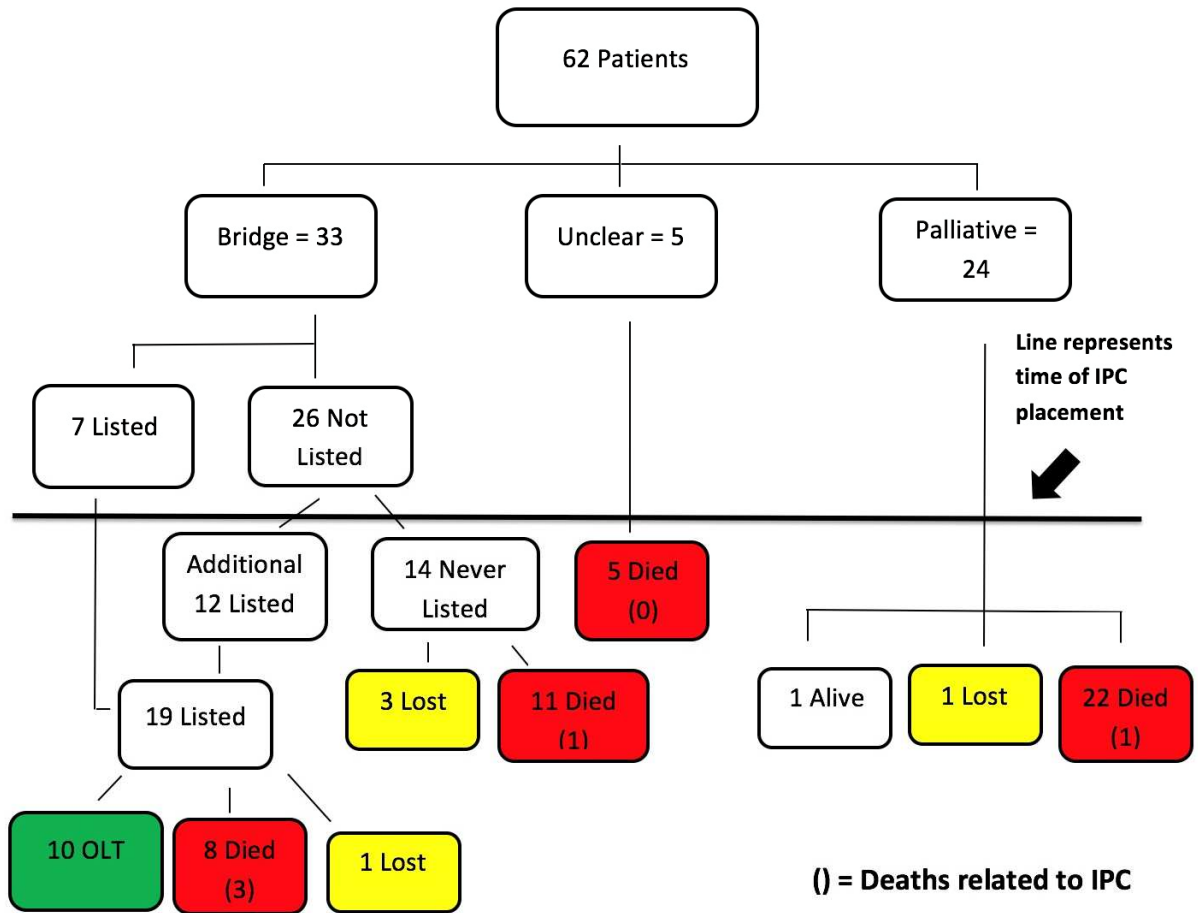 62 Patients
Bridge = 33
Unclear = 5
Palliative =
24
Line represents
time of IPC
placement
7 Listed
26 Not
Listed
Additional
12 Listed
14 Never
Listed
5 Died
(0)
19 Listed
3 Lost
11 Died
(1)
1 Alive
1 Lost
22 Died
(1)
10 OLT
8 Died
(3)
1 Lost
() = Deaths related to IPC